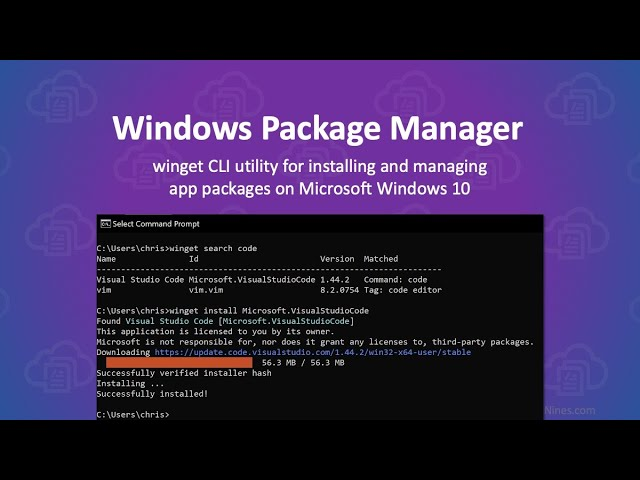 Windows Package Manager
winget CLI utility for installing and managing
app packages on Microsoft Windows 10
Select Command Prompt
C:\Users\chris>winget search code
Name Id Version Matched
--------------------------------------------------------------------
Visual Studio Code Microsoft.VisualStudioCode 1.44.2 Command: code
vim vim.vim 8.2.0754 Tag: code editor
C:\Users\chris>winget install Microsoft.VisualStudioCode
Found Visual Studio Code [Microsoft.VisualStudioCode]
This application is licensed to you by its owner.
Microsoft is not responsible for, nor does it grant any licenses to, third-party packages.
Downloading https://update.code.visualstudio.com/1.44.2/win32-x64-user/stable
56.3 MB / 56.3 MB
Successfully verified installer hash
Installing ...
Successfully installed!
C:\Users\chris>
Nines.com